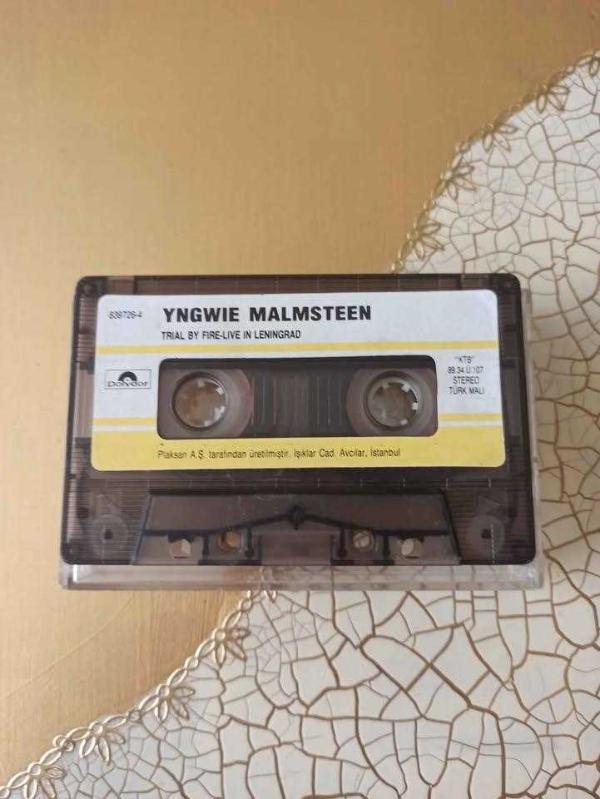 839726-4
YNGWIE MALMSTEEN
TRIAL BY FIRE-LIVE IN LENINGRAD
Polydor
"KTB"
89.34.Ü.107
STEREO
TÜRK MALI
Plaksan A.Ş. tarafından üretilmiştir. Işıklar Cad. Avcılar, İstanbul